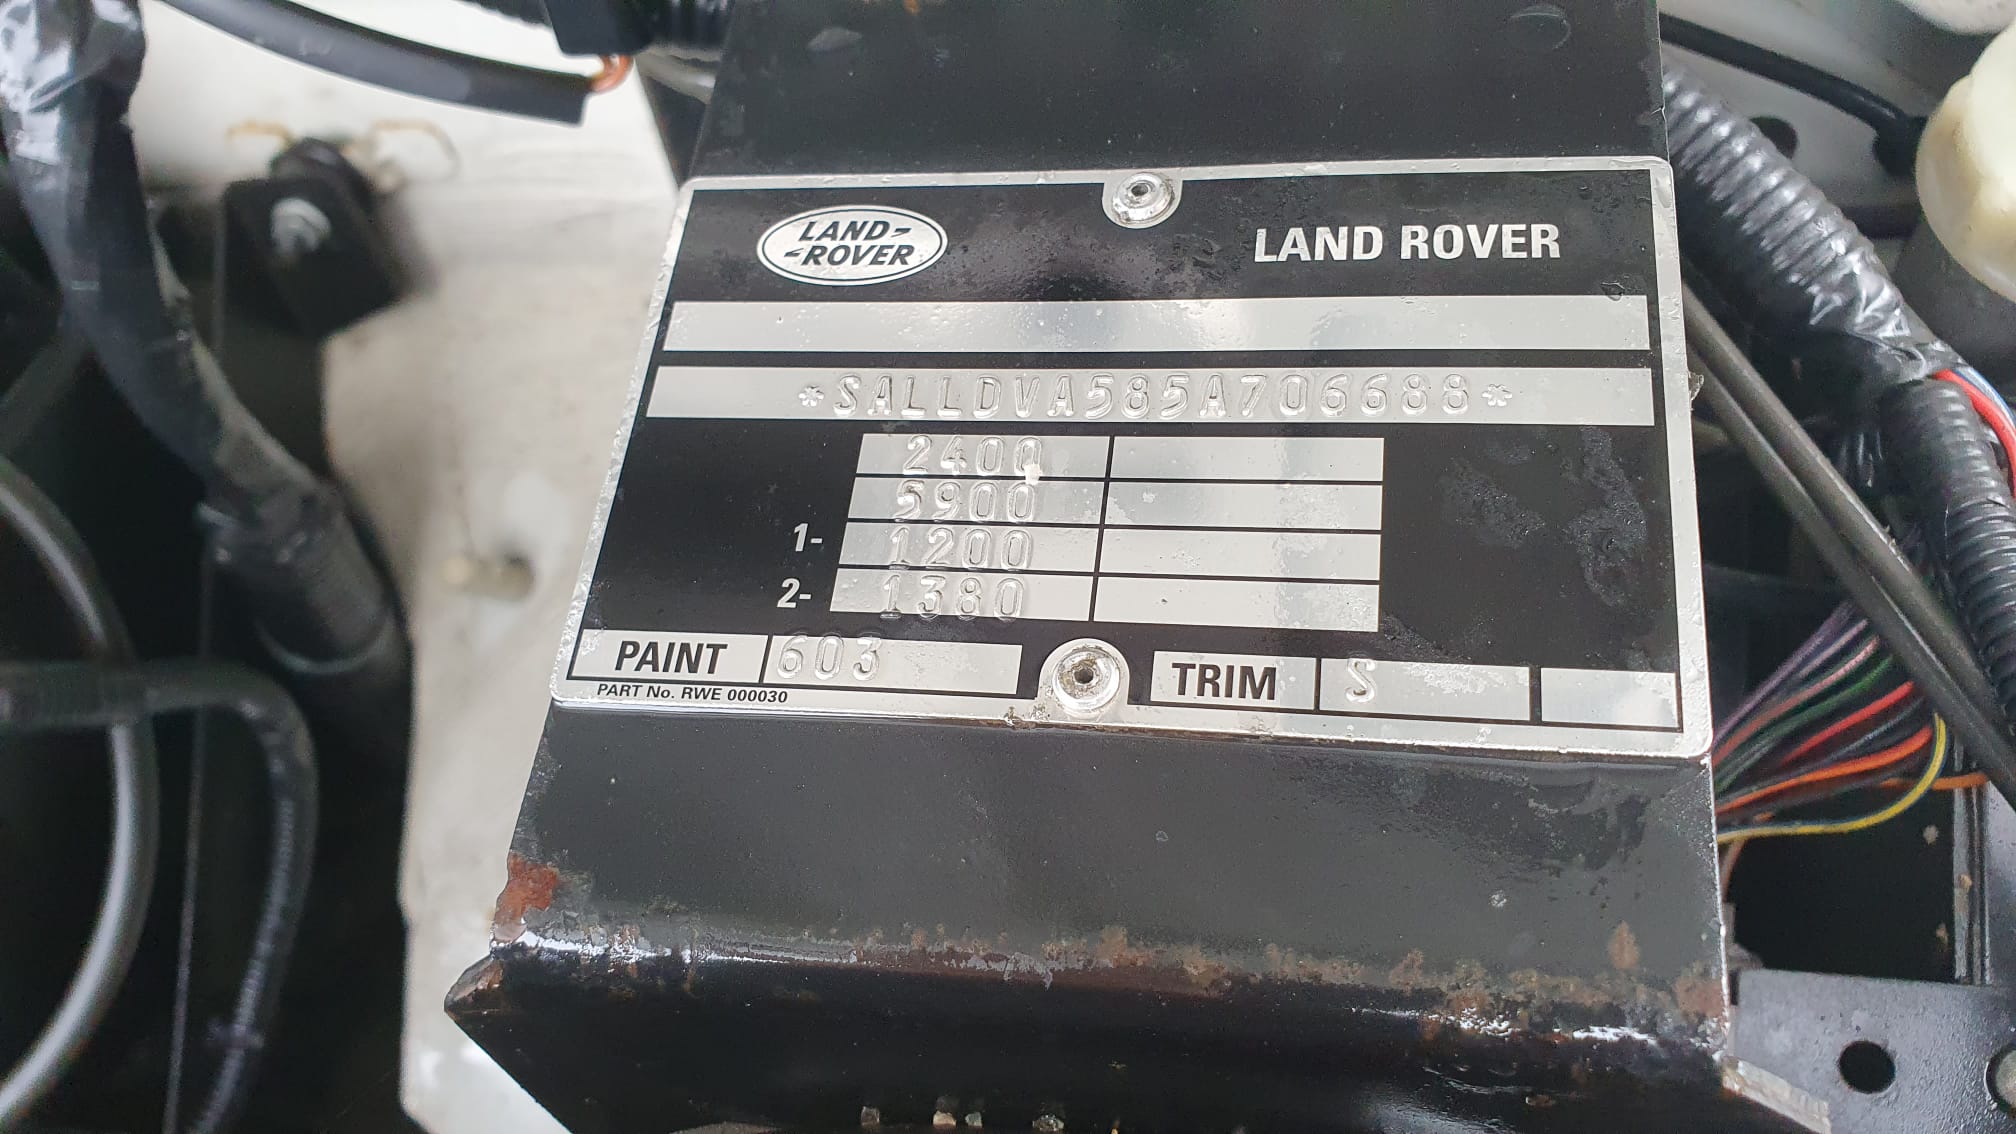 LAND-
-ROVER
LAND ROVER
*SALLDVA585A706688*
2400
5900
1- 1200
2- 1380
PAINT 603
TRIM S
PART No. RWE 000030